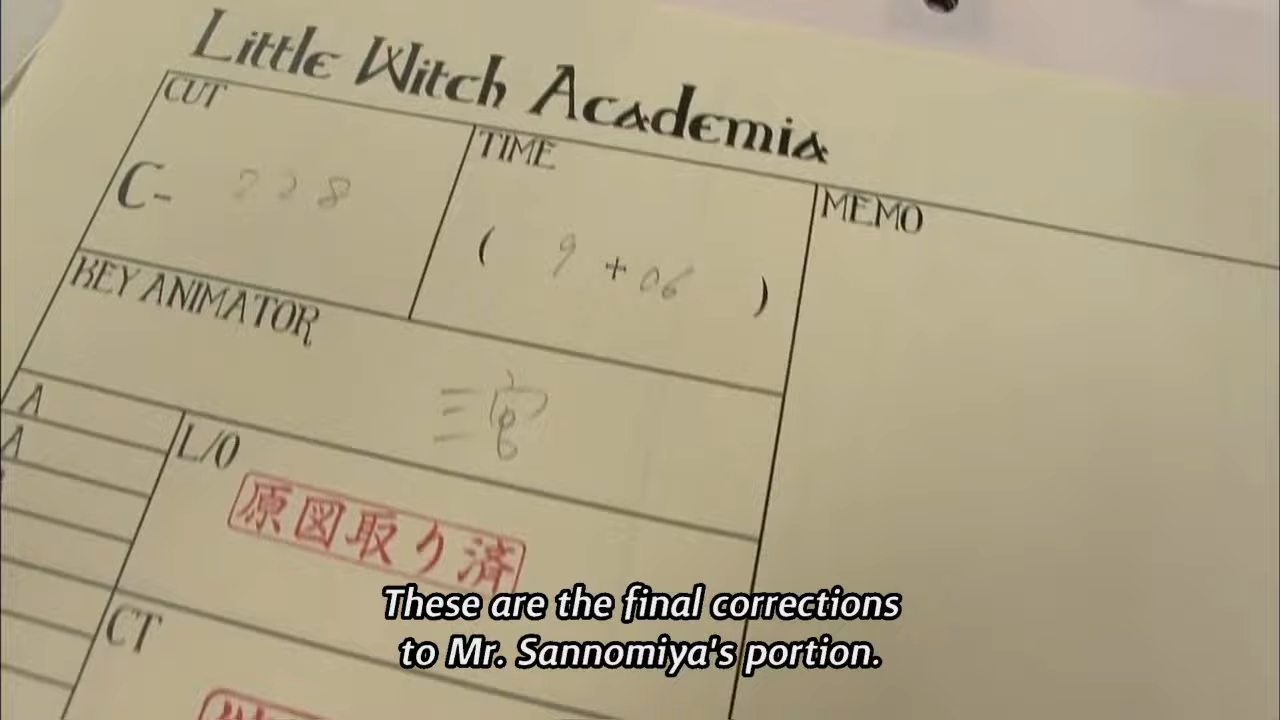 Little Witch Academia
CUT
TIME
MEMO
C- 228
( 9 + 06 )
KEY ANIMATOR
三宮
A
A
L/O
原図取り済
CT
These are the final corrections
to Mr. Sannomiya's portion.